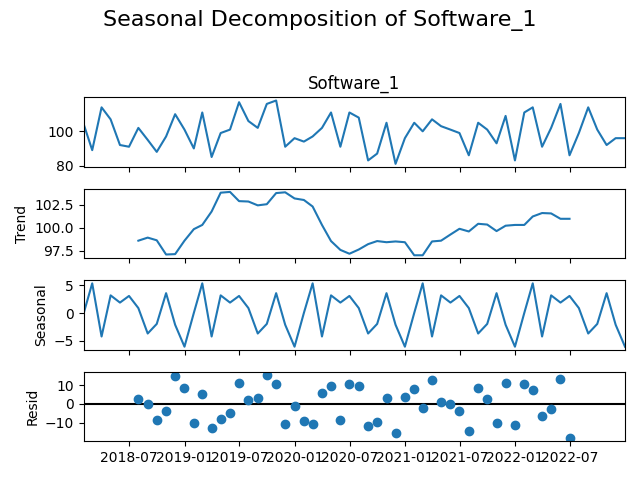 Seasonal Decomposition of Software_1
Software_1
100
80
Trend
102.5
100.0
97.5
Seasonal
5
0
−5
Resid
10
0
−10
2018-07 2019-01 2019-07 2020-01 2020-07 2021-01 2021-07 2022-01 2022-07